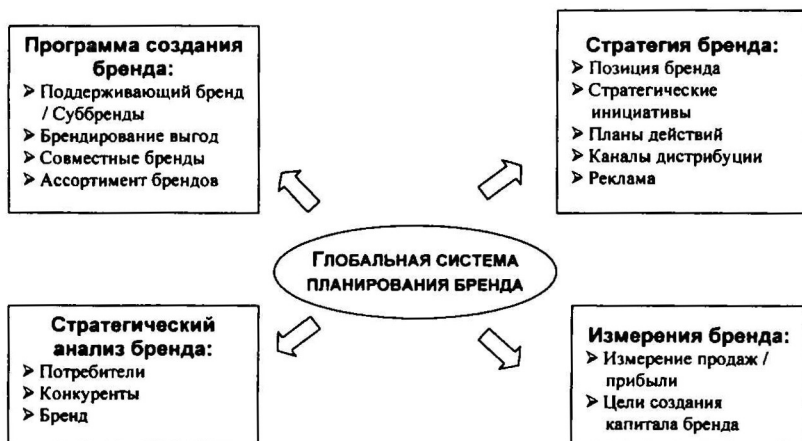 Программа создания
бренда:
➢ Поддерживающий бренд
/ Суббренды
➢ Брендирование выгод
➢ Совместные бренды
➢ Ассортимент брендов
Стратегия бренда:
➢ Позиция бренда
➢ Стратегические
инициативы
➢ Планы действий
➢ Каналы дистрибуции
➢ Реклама
ГЛОБАЛЬНАЯ СИСТЕМА
ПЛАНИРОВАНИЯ БРЕНДА
Стратегический
анализ бренда:
➢ Потребители
➢ Конкуренты
➢ Бренд
Измерения бренда:
➢ Измерение продаж /
прибыли
➢ Цели создания
капитала бренда